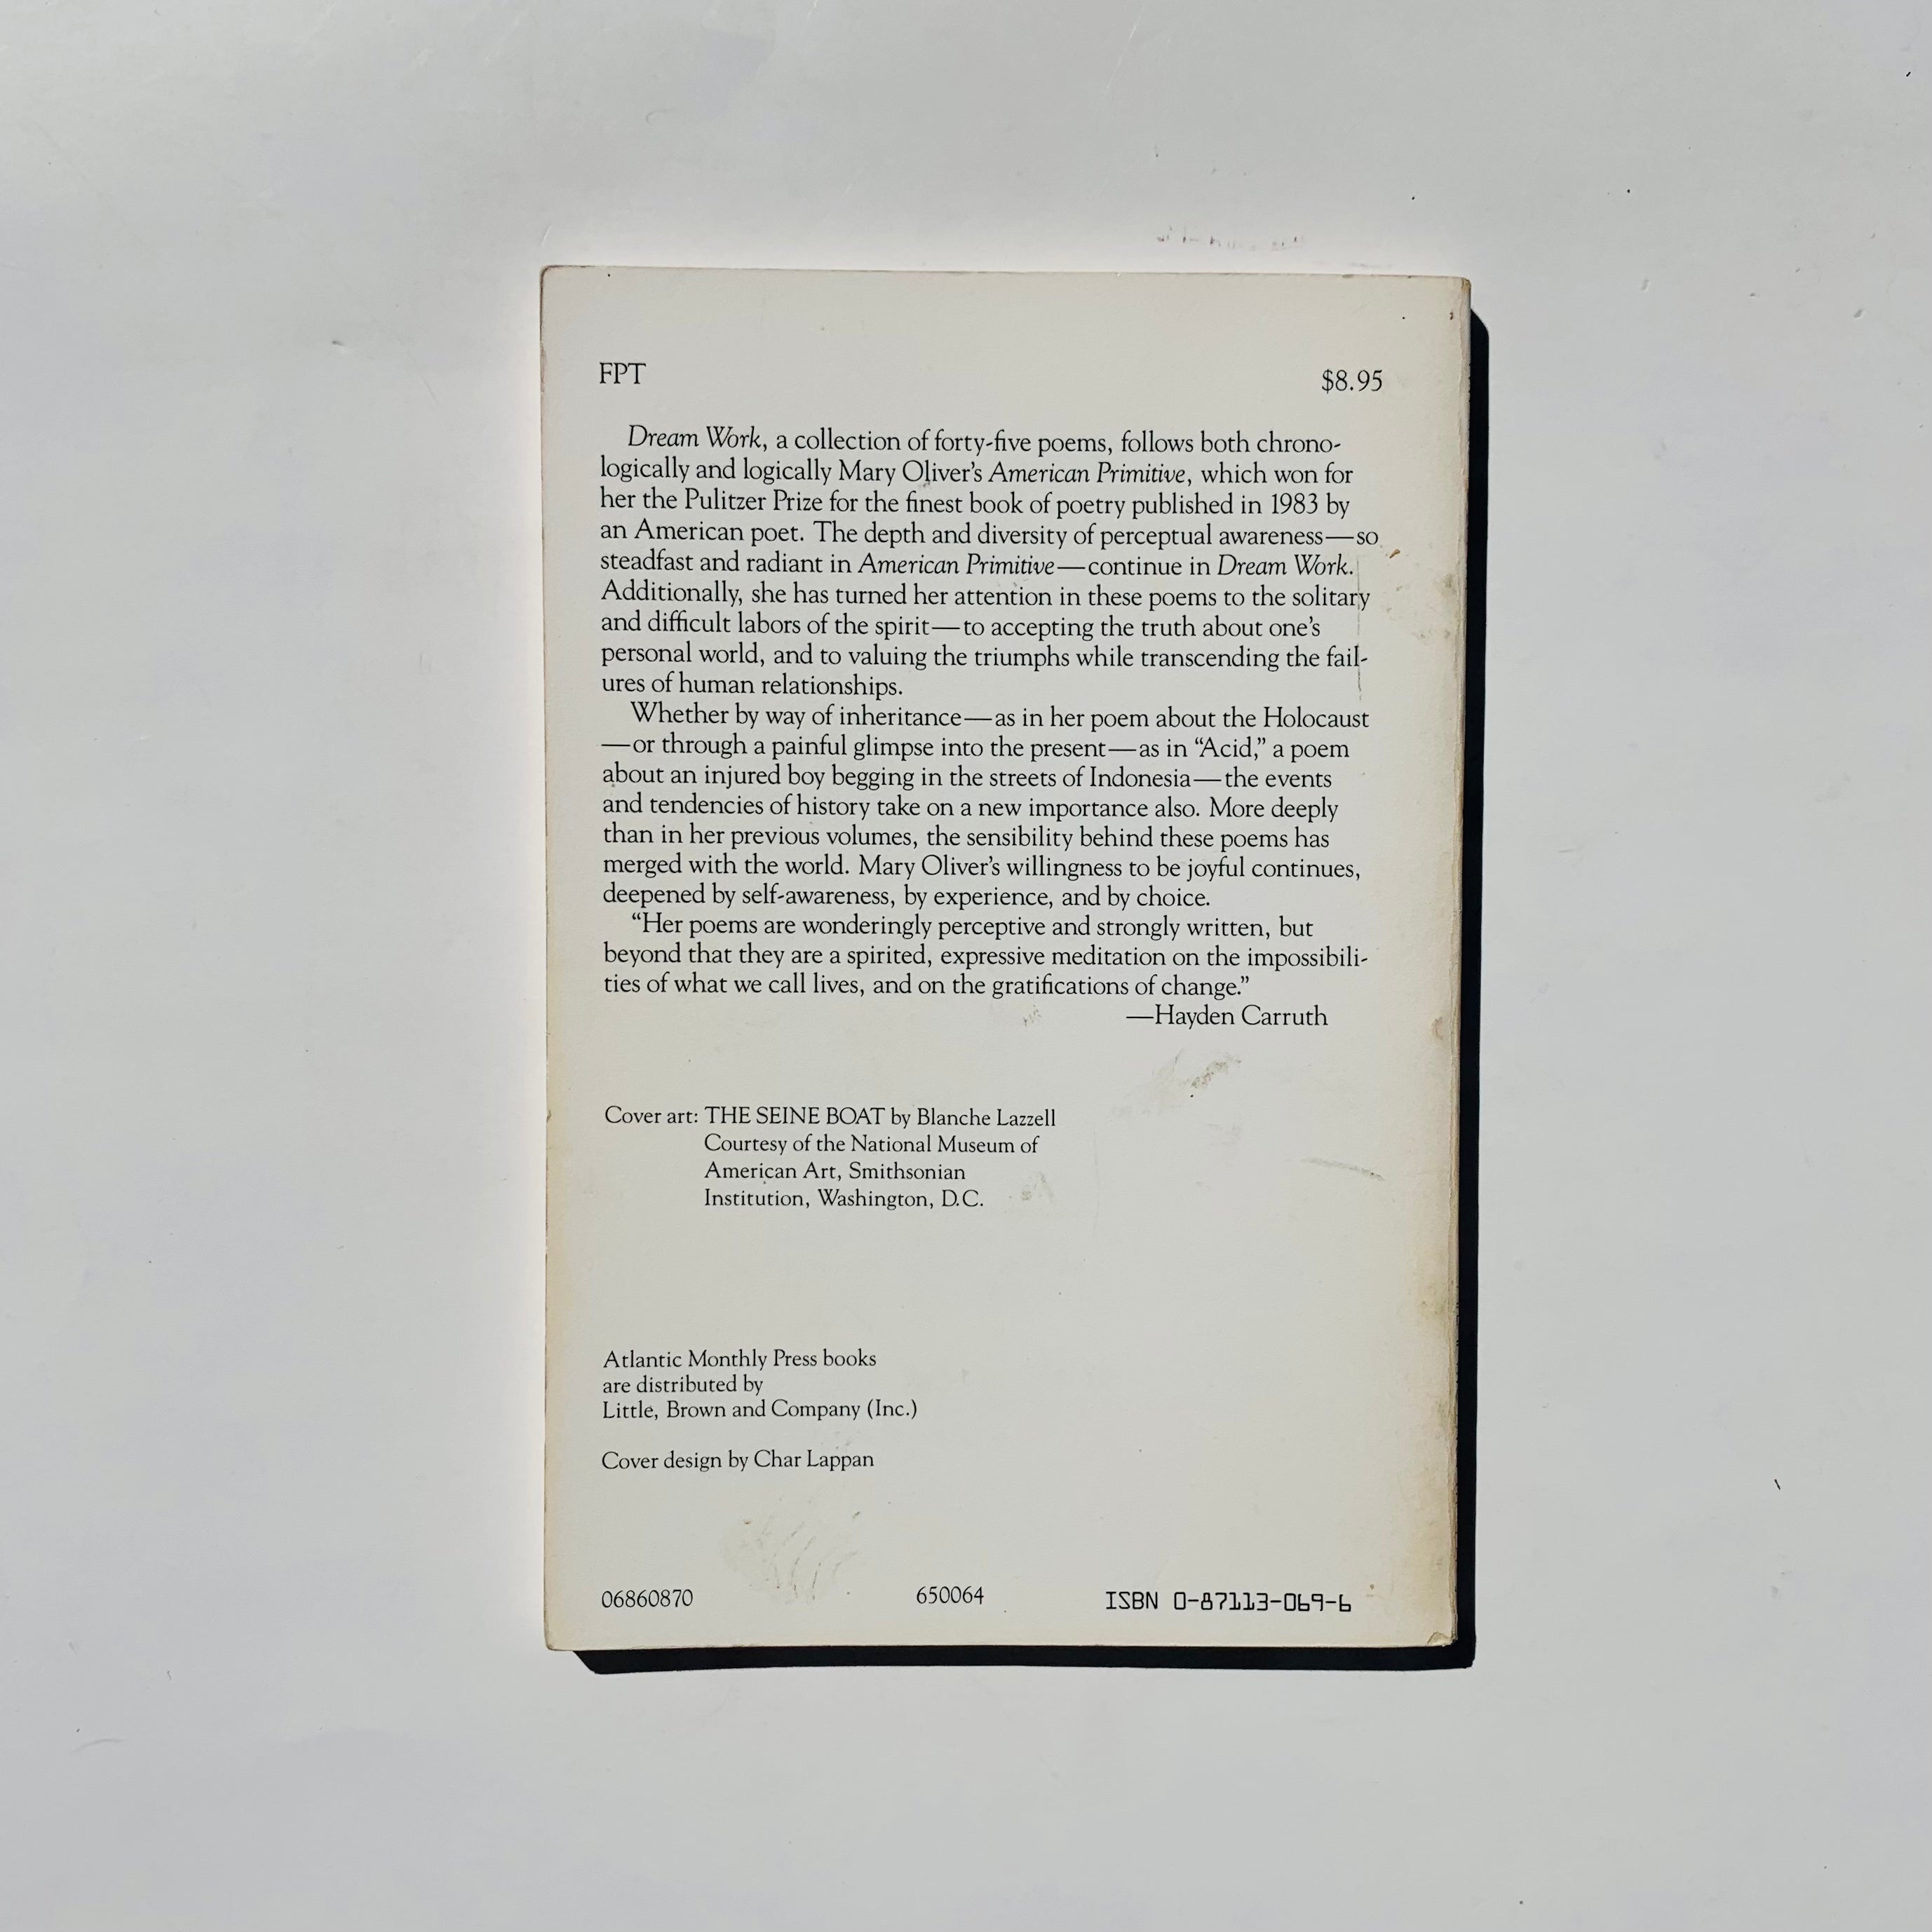 FPT
$8.95
Dream Work, a collection of forty-five poems, follows both chrono-
logically and logically Mary Oliver's American Primitive, which won for
her the Pulitzer Prize for the finest book of poetry published in 1983 by
an American poet. The depth and diversity of perceptual awareness—so
steadfast and radiant in American Primitive—continue in Dream Work.
Additionally, she has turned her attention in these poems to the solitary
and difficult labors of the spirit—to accepting the truth about one's
personal world, and to valuing the triumphs while transcending the fail-
ures of human relationships.
Whether by way of inheritance—as in her poem about the Holocaust
—or through a painful glimpse into the present—as in “Acid,” a poem
about an injured boy begging in the streets of Indonesia—the events
and tendencies of history take on a new importance also. More deeply
than in her previous volumes, the sensibility behind these poems has
merged with the world. Mary Oliver's willingness to be joyful continues,
deepened by self-awareness, by experience, and by choice.
“Her poems are wonderingly perceptive and strongly written, but
beyond that they are a spirited, expressive meditation on the impossibili-
ties of what we call lives, and on the gratifications of change.”
—Hayden Carruth
Cover art: THE SEINE BOAT by Blanche Lazzell
Courtesy of the National Museum of
American Art, Smithsonian
Institution, Washington, D.C.
Atlantic Monthly Press books
are distributed by
Little, Brown and Company (Inc.)
Cover design by Char Lappan
06860870
650064
ISBN 0-87113-069-6